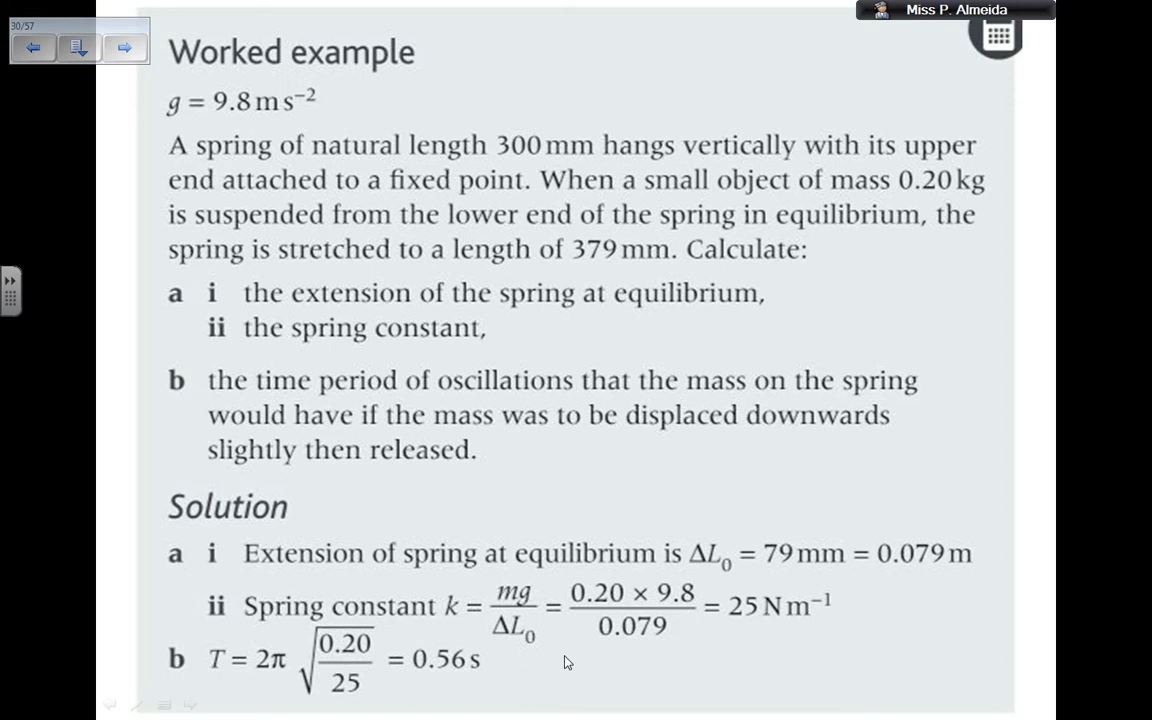 30/57
Miss P. Almeida
Worked example
g = 9.8 m s⁻²
A spring of natural length 300 mm hangs vertically with its upper
end attached to a fixed point. When a small object of mass 0.20 kg
is suspended from the lower end of the spring in equilibrium, the
spring is stretched to a length of 379 mm. Calculate:
a i the extension of the spring at equilibrium,
ii the spring constant,
b the time period of oscillations that the mass on the spring
would have if the mass was to be displaced downwards
slightly then released.
Solution
a i Extension of spring at equilibrium is ΔL₀ = 79 mm = 0.079 m
ii Spring constant k = mg/ΔL₀ = 0.20 × 9.8/0.079 = 25 N m⁻¹
b T = 2π √(0.20/25) = 0.56 s